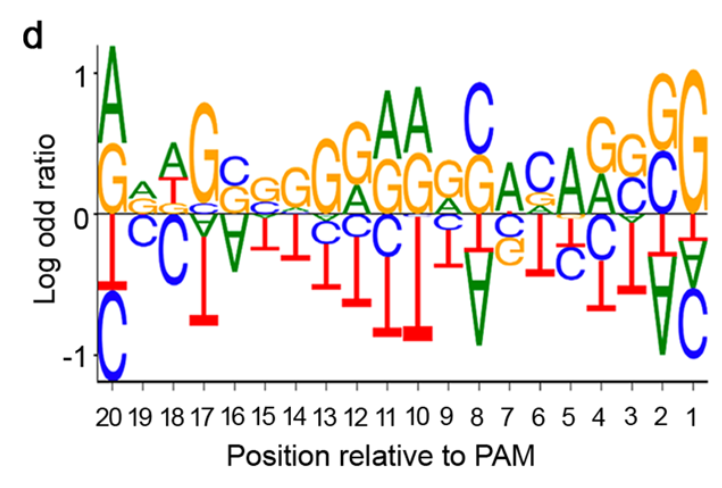 d
Log odd ratio
1
0
-1
A G T C
A G C
A T G C
G C A T
C G A
G C T
G T
G A C T
G A C T
A G C T
A G T
G A C T
C G T A
A C G
C G A T
A T C
G A C T
G C A T
G C T A
G T A C
20 19 18 17 16 15 14 13 12 11 10 9 8 7 6 5 4 3 2 1
Position relative to PAM